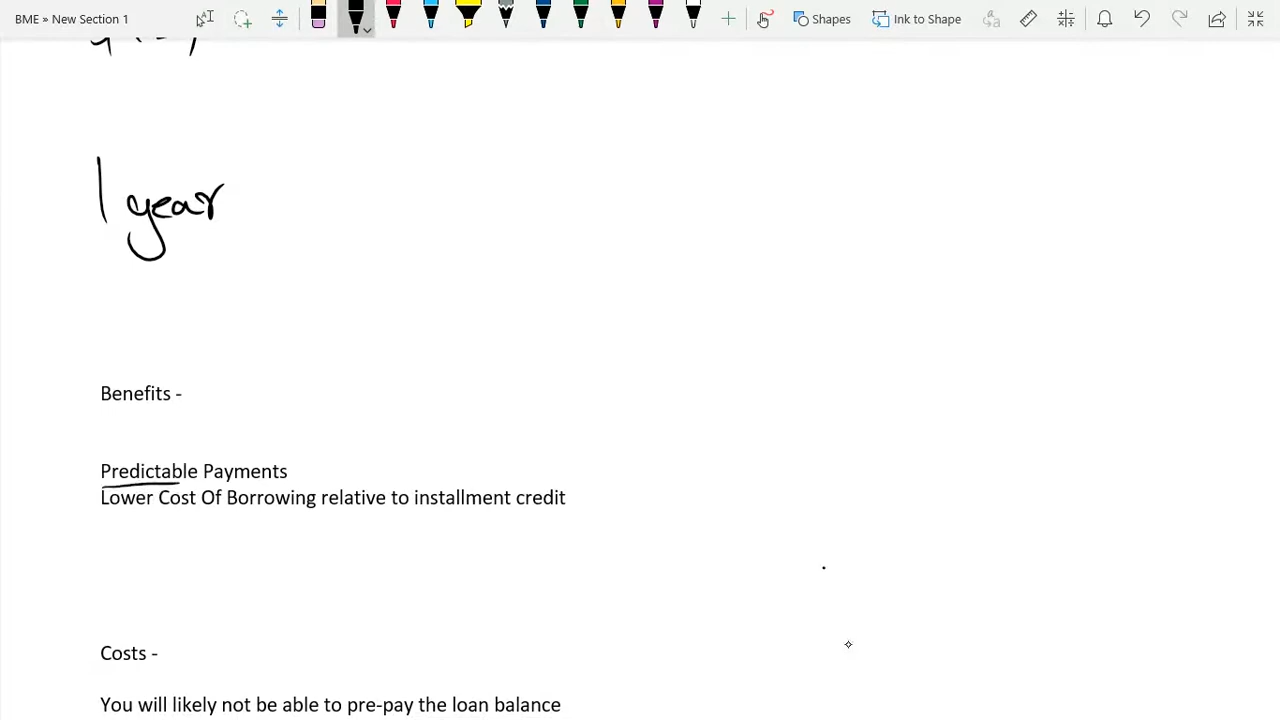 BME » New Section 1
Shapes
Ink to Shape
1 year
Benefits -
Predictable Payments
Lower Cost Of Borrowing relative to installment credit
Costs -
You will likely not be able to pre-pay the loan balance